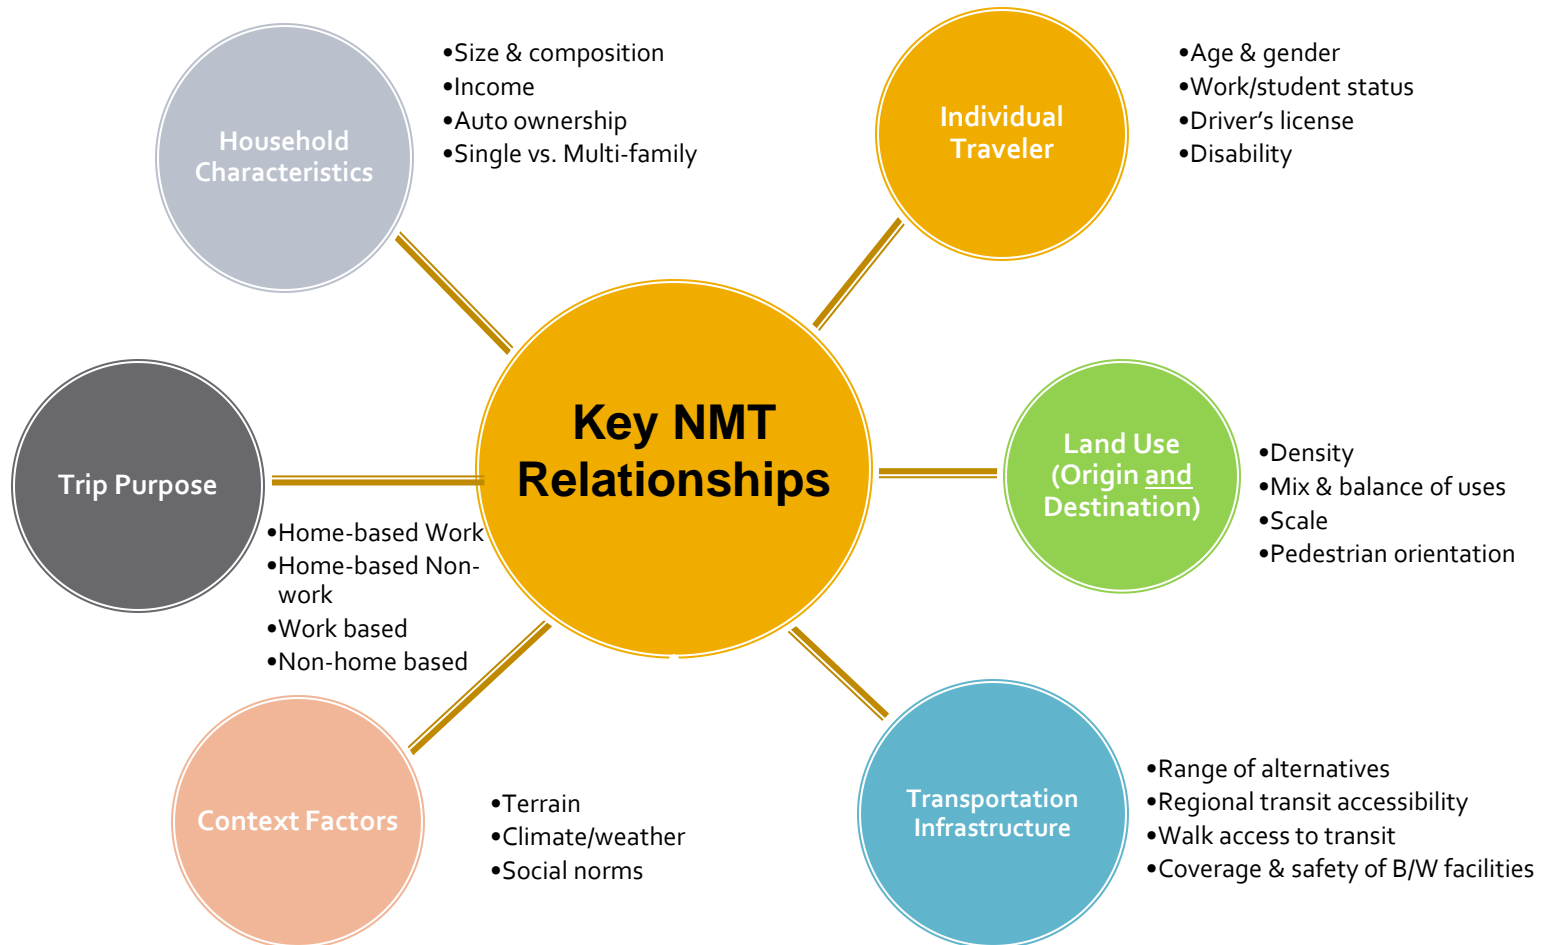 Household
Characteristics
•Size & composition
•Income
•Auto ownership
•Single vs. Multi-family
Individual
Traveler
•Age & gender
•Work/student status
•Driver’s license
•Disability
Key NMT
Relationships
Trip Purpose
•Home-based Work
•Home-based Non-
work
•Work based
•Non-home based
Land Use
(Origin and
Destination)
•Density
•Mix & balance of uses
•Scale
•Pedestrian orientation
Context Factors
•Terrain
•Climate/weather
•Social norms
Transportation
Infrastructure
•Range of alternatives
•Regional transit accessibility
•Walk access to transit
•Coverage & safety of B/W facilities